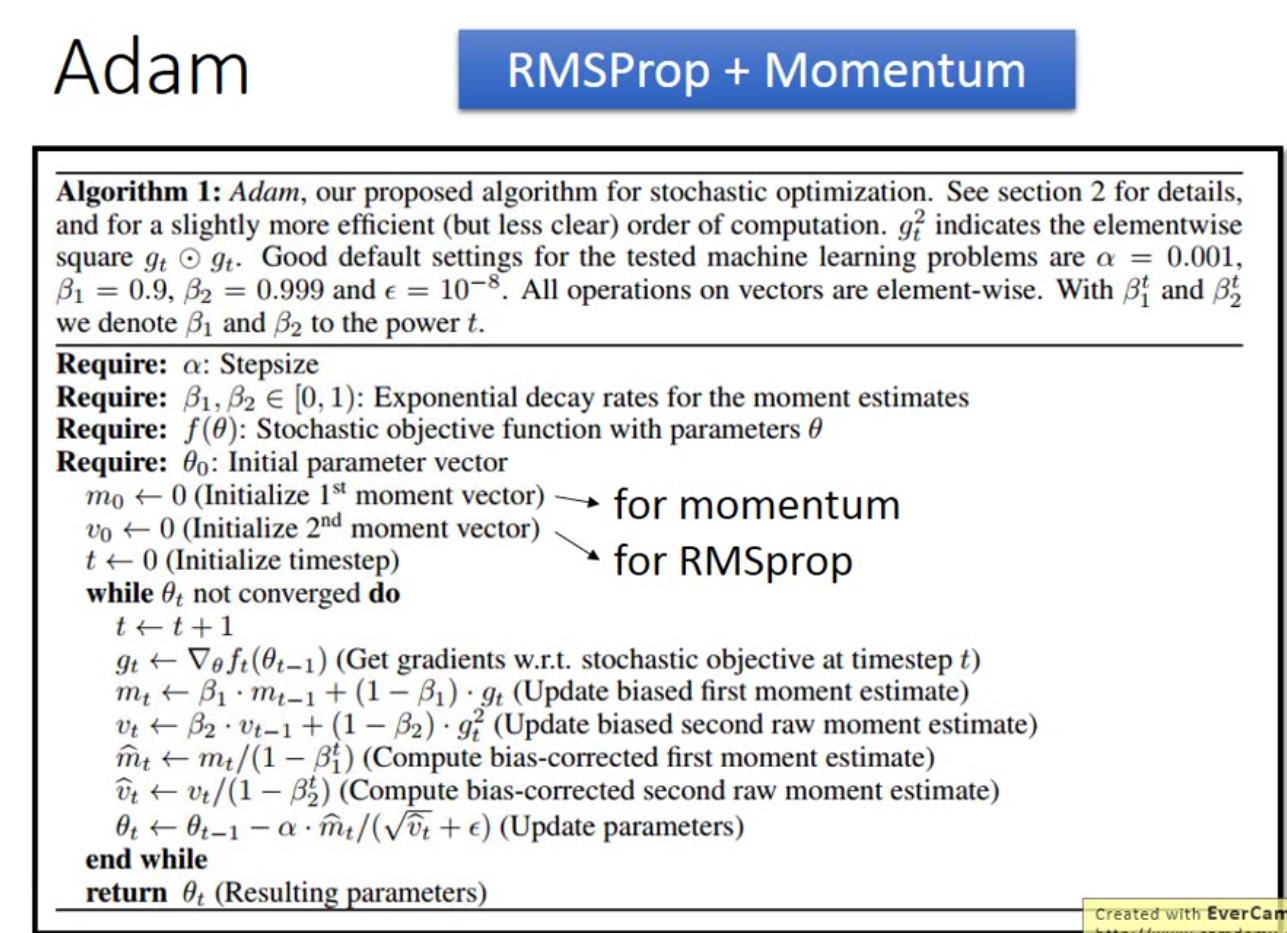 Adam
RMSProp + Momentum
Algorithm 1: Adam, our proposed algorithm for stochastic optimization. See section 2 for details,
and for a slightly more efficient (but less clear) order of computation. g_t^2 indicates the elementwise
square g_t ⊙ g_t. Good default settings for the tested machine learning problems are α = 0.001,
β_1 = 0.9, β_2 = 0.999 and ϵ = 10^{-8}. All operations on vectors are element-wise. With β_1^t and β_2^t
we denote β_1 and β_2 to the power t.
Require: α: Stepsize
Require: β_1, β_2 ∈ [0, 1): Exponential decay rates for the moment estimates
Require: f(θ): Stochastic objective function with parameters θ
Require: θ_0: Initial parameter vector
m_0 ← 0 (Initialize 1^{st} moment vector)
for momentum
v_0 ← 0 (Initialize 2^{nd} moment vector)
for RMSprop
t ← 0 (Initialize timestep)
while θ_t not converged do
t ← t + 1
g_t ← ∇_θ f_t(θ_{t−1}) (Get gradients w.r.t. stochastic objective at timestep t)
m_t ← β_1 · m_{t−1} + (1 − β_1) · g_t (Update biased first moment estimate)
v_t ← β_2 · v_{t−1} + (1 − β_2) · g_t^2 (Update biased second raw moment estimate)
m̂_t ← m_t/(1 − β_1^t) (Compute bias-corrected first moment estimate)
v̂_t ← v_t/(1 − β_2^t) (Compute bias-corrected second raw moment estimate)
θ_t ← θ_{t−1} − α · m̂_t/(√v̂_t + ϵ) (Update parameters)
end while
return θ_t (Resulting parameters)
Created with EverCam